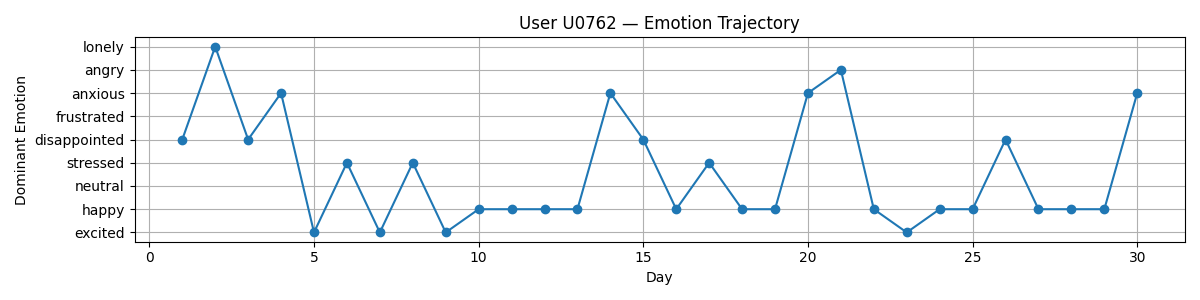 User U0762 — Emotion Trajectory
Dominant Emotion
lonely
angry
anxious
frustrated
disappointed
stressed
neutral
happy
excited
0 5 10 15 20 25 30
Day